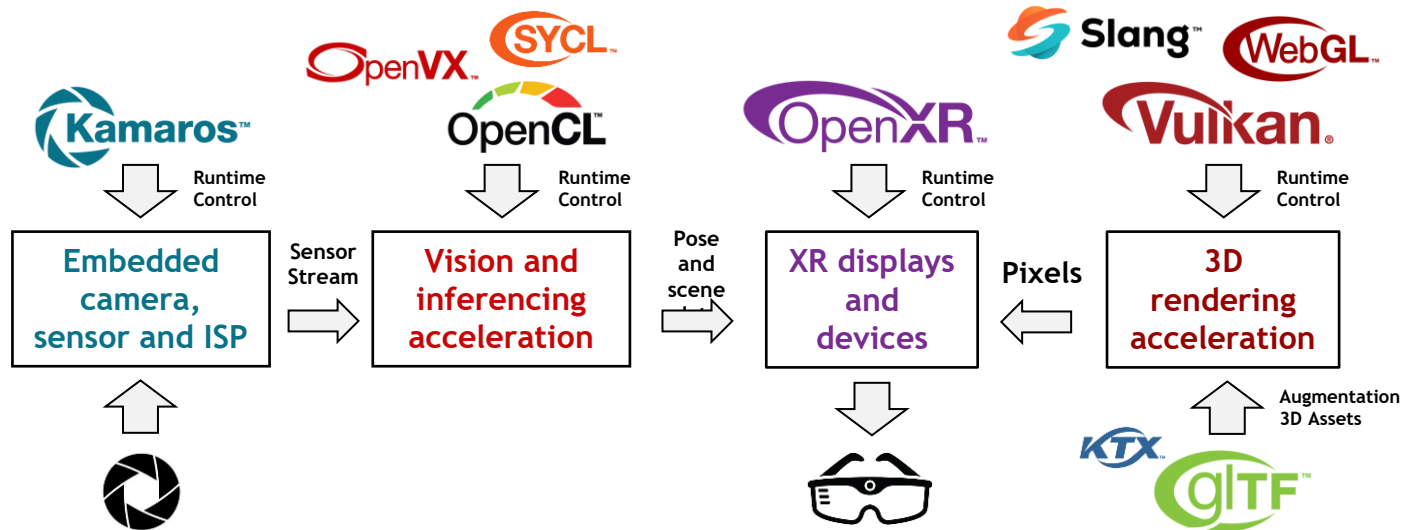 Slang™
SYCL™
WebGL™
OpenVX™
Kamaros™
OpenCL™
OpenXR™
Vulkan®
Runtime
Control
Runtime
Control
Runtime
Control
Runtime
Control
Embedded
camera,
sensor and ISP
Sensor
Stream
Vision and
inferencing
acceleration
Pose
and
scene
XR displays
and
devices
Pixels
3D
rendering
acceleration
Augmentation
3D Assets
KTX™
glTF™